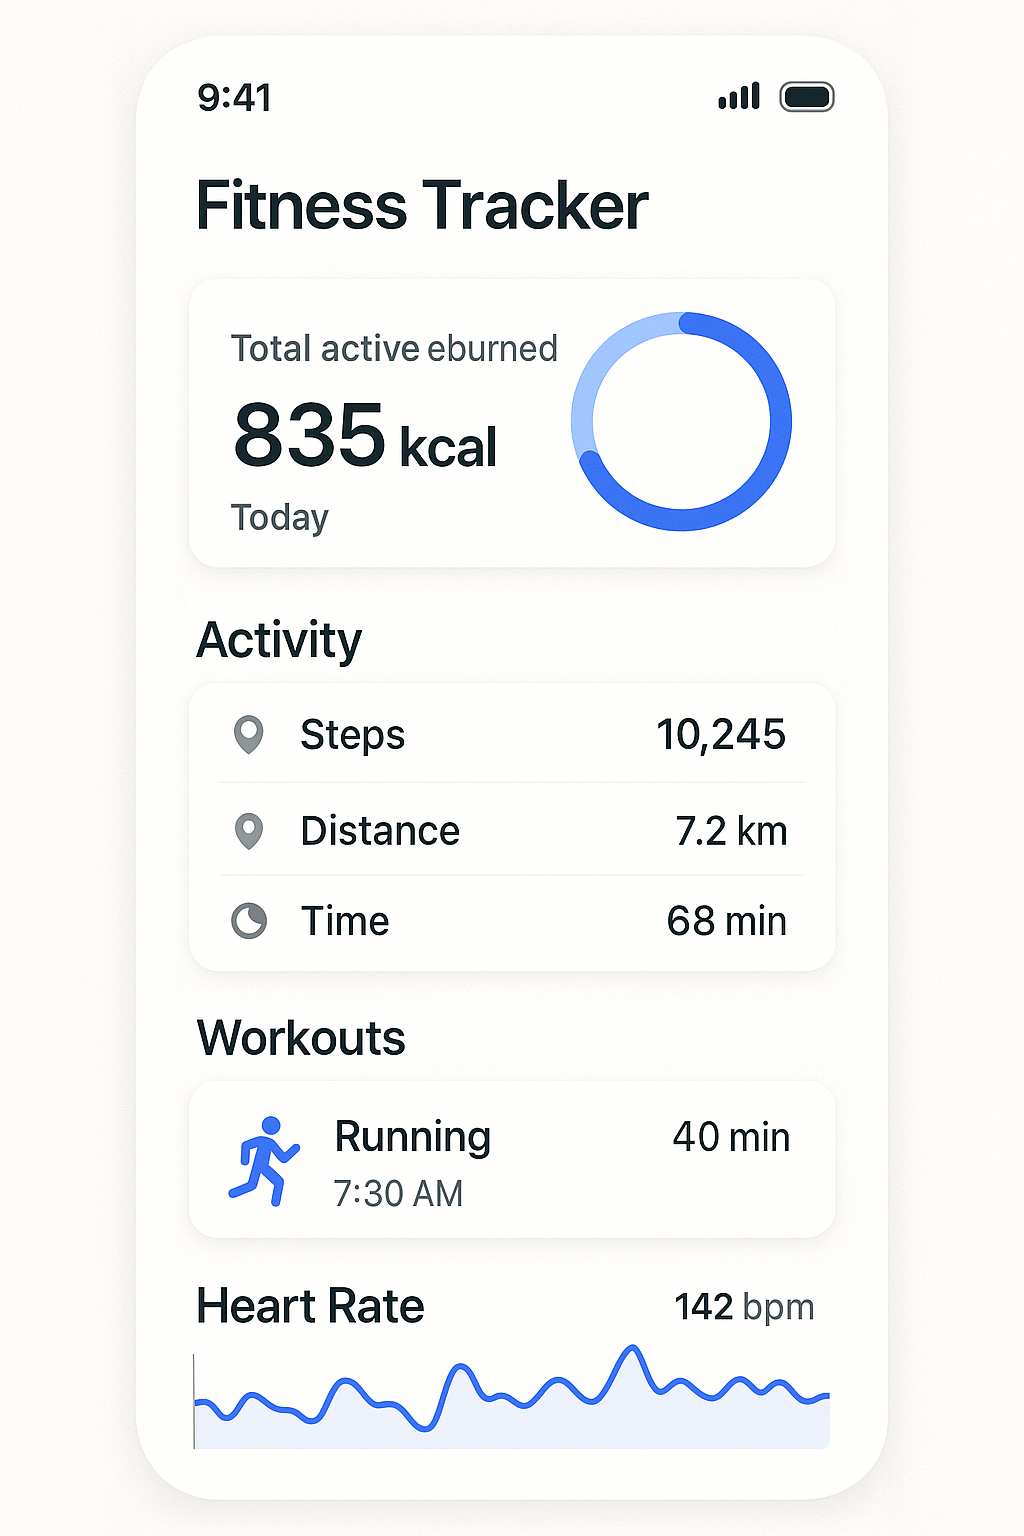 9:41
Fitness Tracker
Total active eburned
835 kcal
Today
Activity
Steps 10,245
Distance 7.2 km
Time 68 min
Workouts
Running 40 min
7:30 AM
Heart Rate 142 bpm